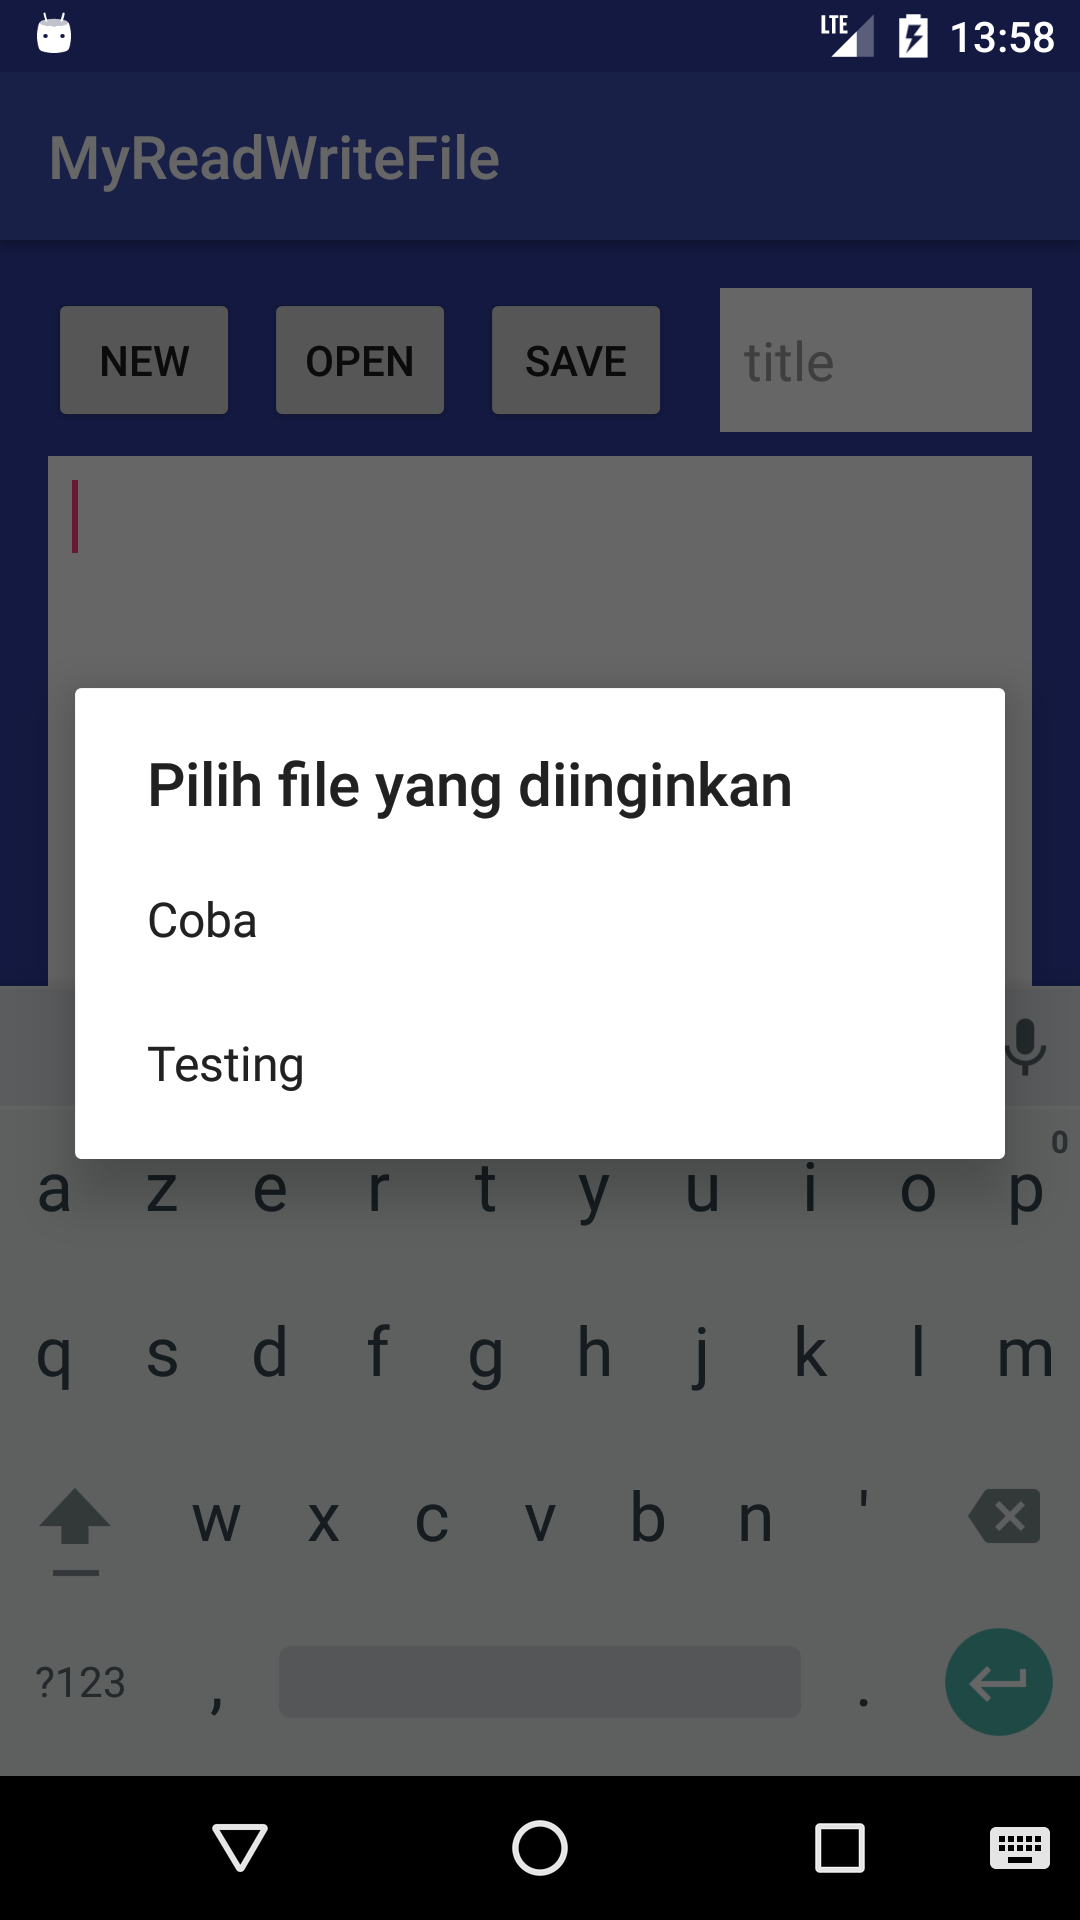 LTE 13:58
MyReadWriteFile
NEW OPEN SAVE title
Pilih file yang diinginkan
Coba
Testing
0
a z e r t y u i o p
q s d f g h j k l m
w x c v b n '
?123 , .